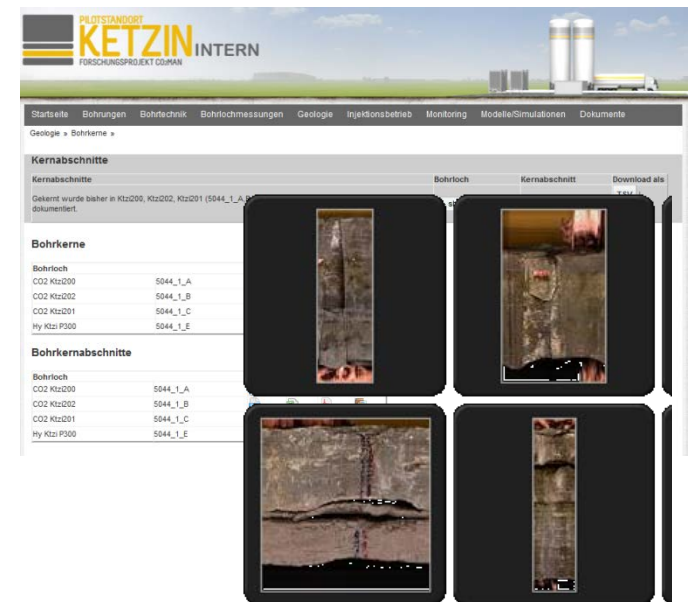 PILOTSTANDORT
KETZIN INTERN
FORSCHUNGSPROJEKT CO2MAN
Startseite Bohrungen Bohrtechnik Bohrlochmessungen Geologie Injektionsbetrieb Monitoring Modelle/Simulationen Dokumente
Geologie » Bohrkerne »
Kernabschnitte
Kernabschnitte Bohrloch Kernabschnitt Download als
Gekernt wurde bisher in Ktzi200, Ktzi202, Ktzi201 (5044_1_A,B
dokumentiert.
Bohrkerne
Bohrloch
CO2 Ktzi200 5044_1_A
CO2 Ktzi202 5044_1_B
CO2 Ktzi201 5044_1_C
Hy Ktzi P300 5044_1_E
Bohrkernabschnitte
Bohrloch
CO2 Ktzi200 5044_1_A
CO2 Ktzi202 5044_1_B
CO2 Ktzi201 5044_1_C
Hy Ktzi P300 5044_1_E